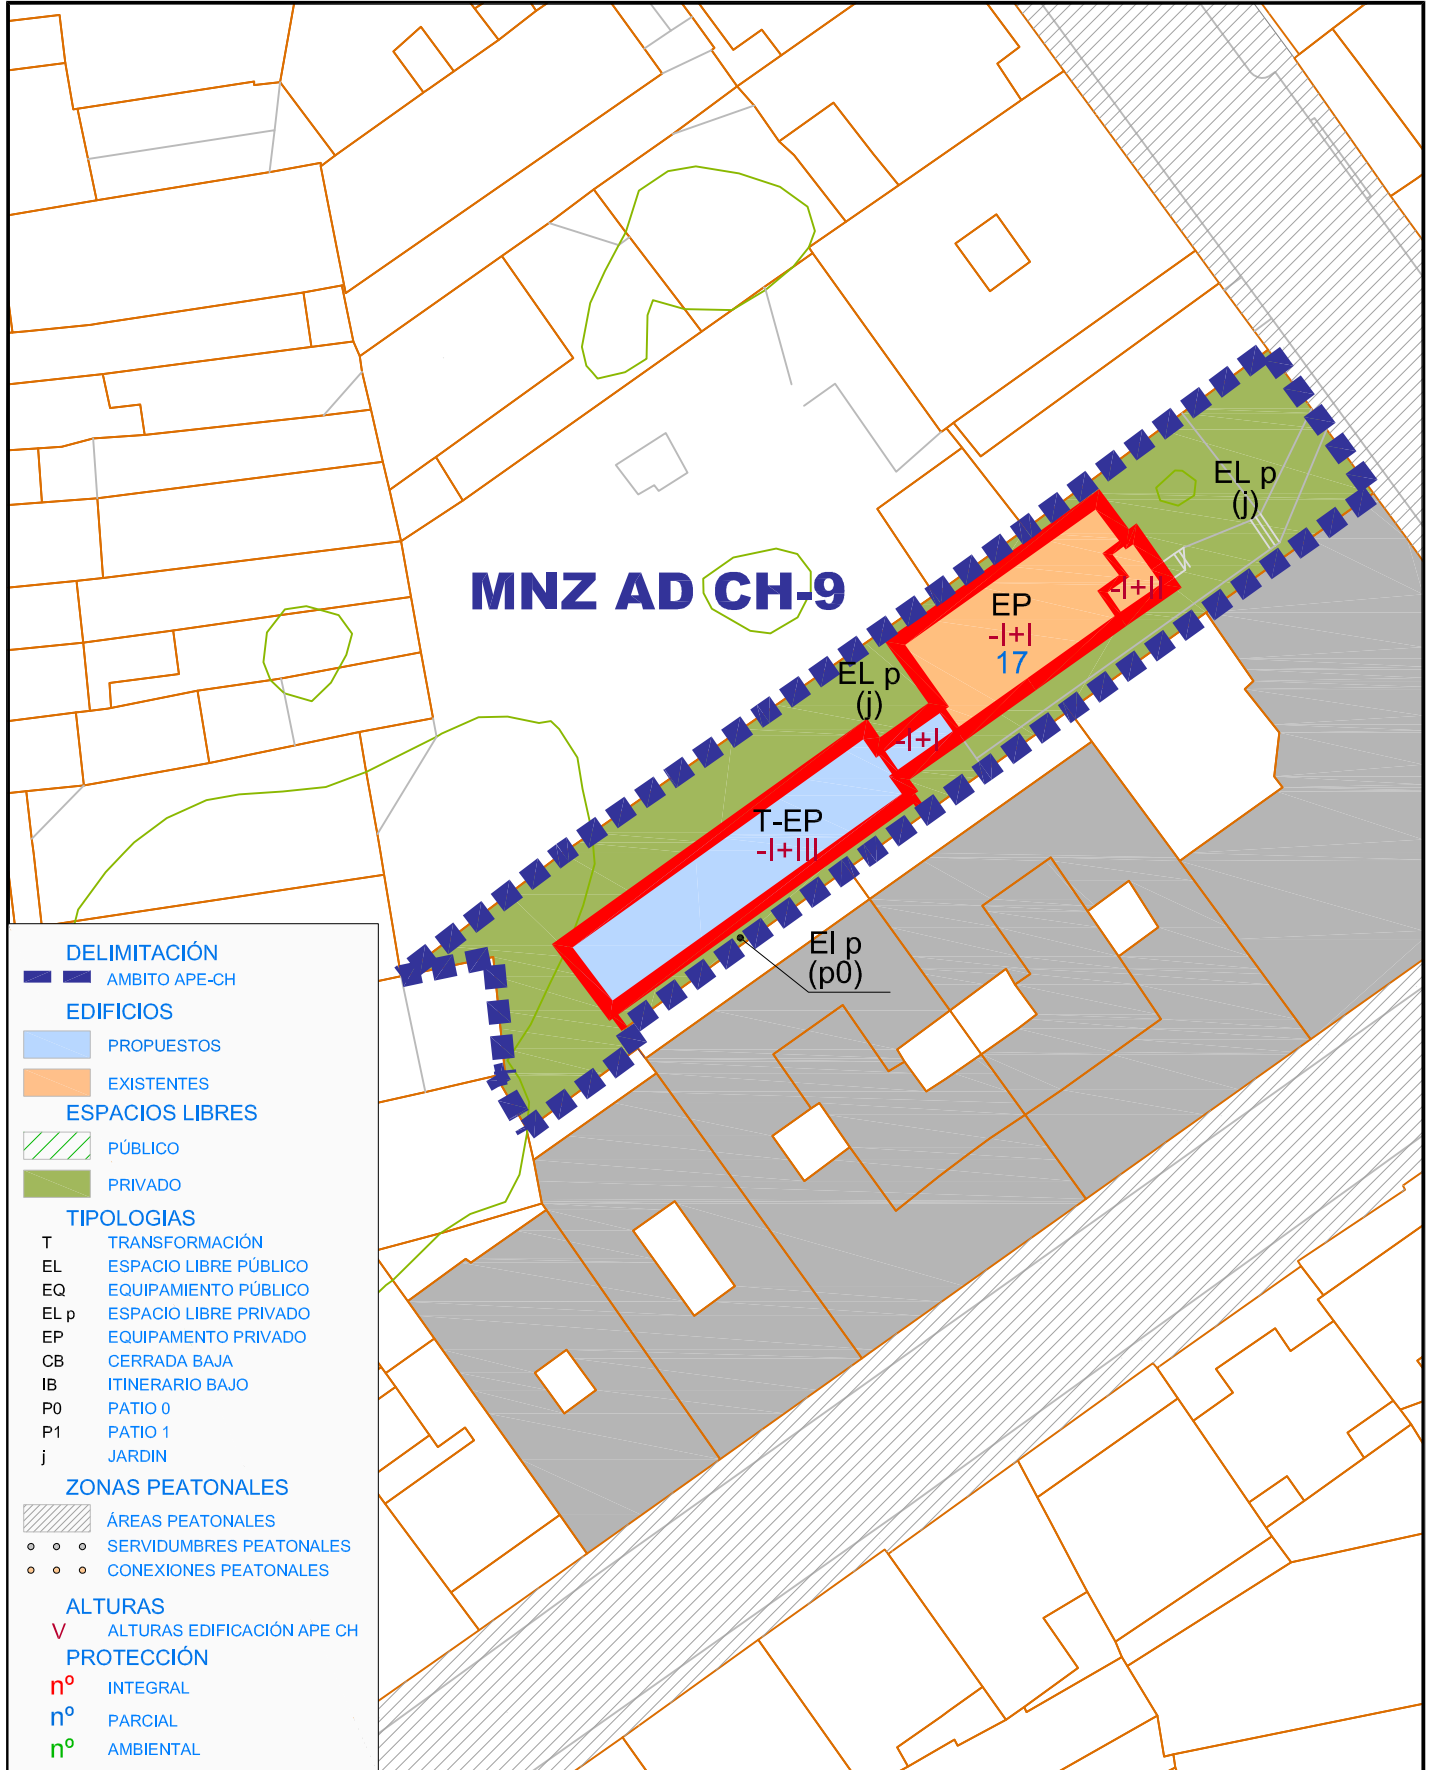 EL p
(j)
MNZ AD CH-9
EP
-I+I
17
-I+II
EL p
(j)
-I+I
T-EP
-I+III
El p
(p0)
DELIMITACIÓN
AMBITO APE-CH
EDIFICIOS
PROPUESTOS
EXISTENTES
ESPACIOS LIBRES
PÚBLICO
PRIVADO
TIPOLOGIAS
T TRANSFORMACIÓN
EL ESPACIO LIBRE PÚBLICO
EQ EQUIPAMIENTO PÚBLICO
EL p ESPACIO LIBRE PRIVADO
EP EQUIPAMENTO PRIVADO
CB CERRADA BAJA
IB ITINERARIO BAJO
P0 PATIO 0
P1 PATIO 1
j JARDIN
ZONAS PEATONALES
ÁREAS PEATONALES
SERVIDUMBRES PEATONALES
CONEXIONES PEATONALES
ALTURAS
V ALTURAS EDIFICACIÓN APE CH
PROTECCIÓN
nº INTEGRAL
nº PARCIAL
nº AMBIENTAL